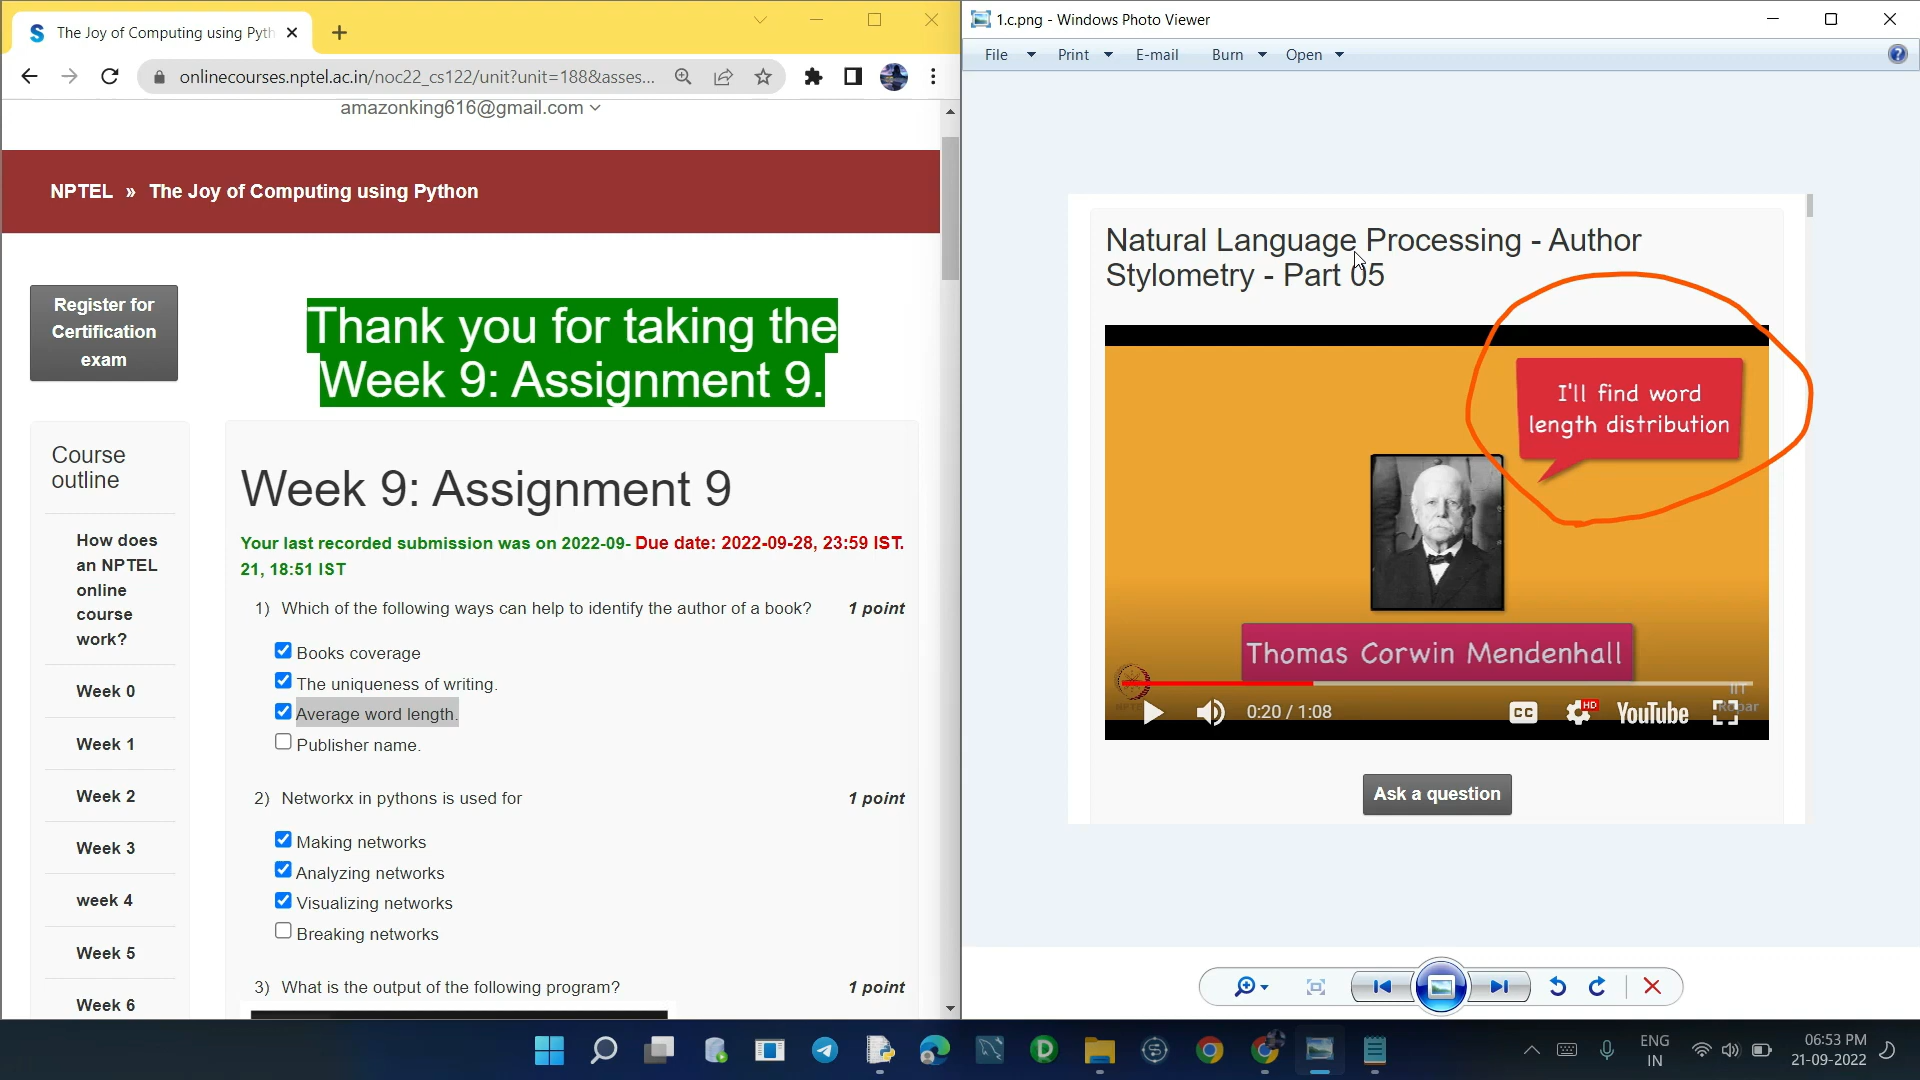 The Joy of Computing using Pyth
onlinecourses.nptel.ac.in/noc22_cs122/unit?unit=188&asses...
amazonking616@gmail.com
NPTEL » The Joy of Computing using Python
Register for
Certification
exam
Thank you for taking the
Week 9: Assignment 9.
Course
outline
How does
an NPTEL
online
course
work?
Week 0
Week 1
Week 2
Week 3
week 4
Week 5
Week 6
Week 9: Assignment 9
Your last recorded submission was on 2022-09- Due date: 2022-09-28, 23:59 IST.
21, 18:51 IST
1) Which of the following ways can help to identify the author of a book? 1 point
Books coverage
The uniqueness of writing.
Average word length.
Publisher name.
2) Networkx in pythons is used for 1 point
Making networks
Analyzing networks
Visualizing networks
Breaking networks
3) What is the output of the following program? 1 point
1.c.png - Windows Photo Viewer
File Print E-mail Burn Open
Natural Language Processing - Author
Stylometry - Part 05
I'll find word
length distribution
Thomas Corwin Mendenhall
IIT
Ropar
0:20 / 1:08 CC HD YouTube
Ask a question
ENG
IN
06:53 PM
21-09-2022